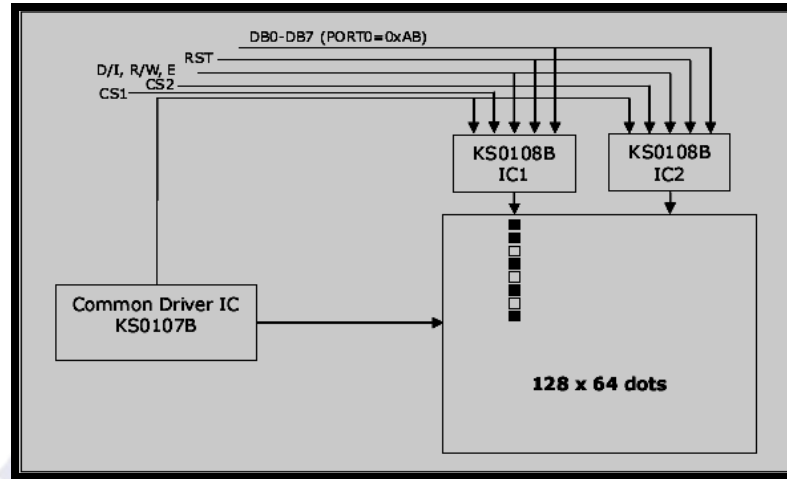 DB0-DB7 (PORT0=0xAB)
RST
D/I, R/W, E
CS2
CS1
KS0108B
IC1
KS0108B
IC2
Common Driver IC
KS0107B
128 x 64 dots